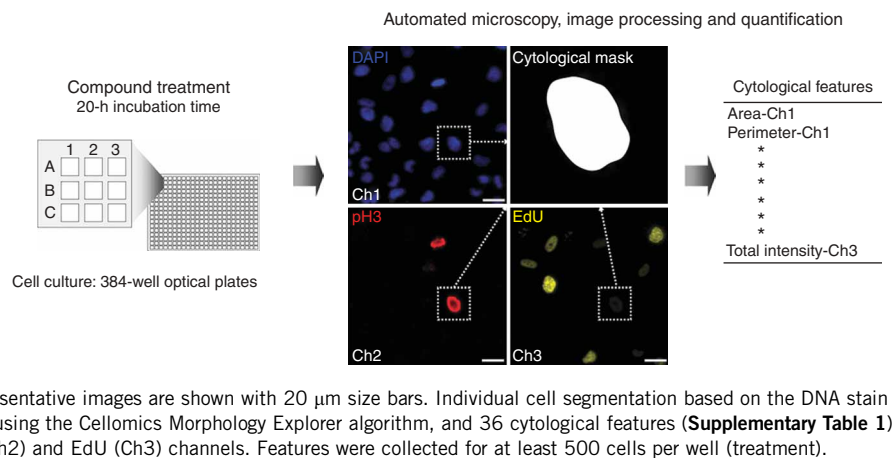 Automated microscopy, image processing and quantification
Compound treatment
20-h incubation time
1 2 3
A
B
C
Cell culture: 384-well optical plates
DAPI
Ch1
Cytological mask
pH3
Ch2
EdU
Ch3
Cytological features
Area-Ch1
Perimeter-Ch1
*
*
*
*
*
*
Total intensity-Ch3
esentative images are shown with 20 μm size bars. Individual cell segmentation based on the DNA stain
using the Cellomics Morphology Explorer algorithm, and 36 cytological features (Supplementary Table 1)
h2) and EdU (Ch3) channels. Features were collected for at least 500 cells per well (treatment).